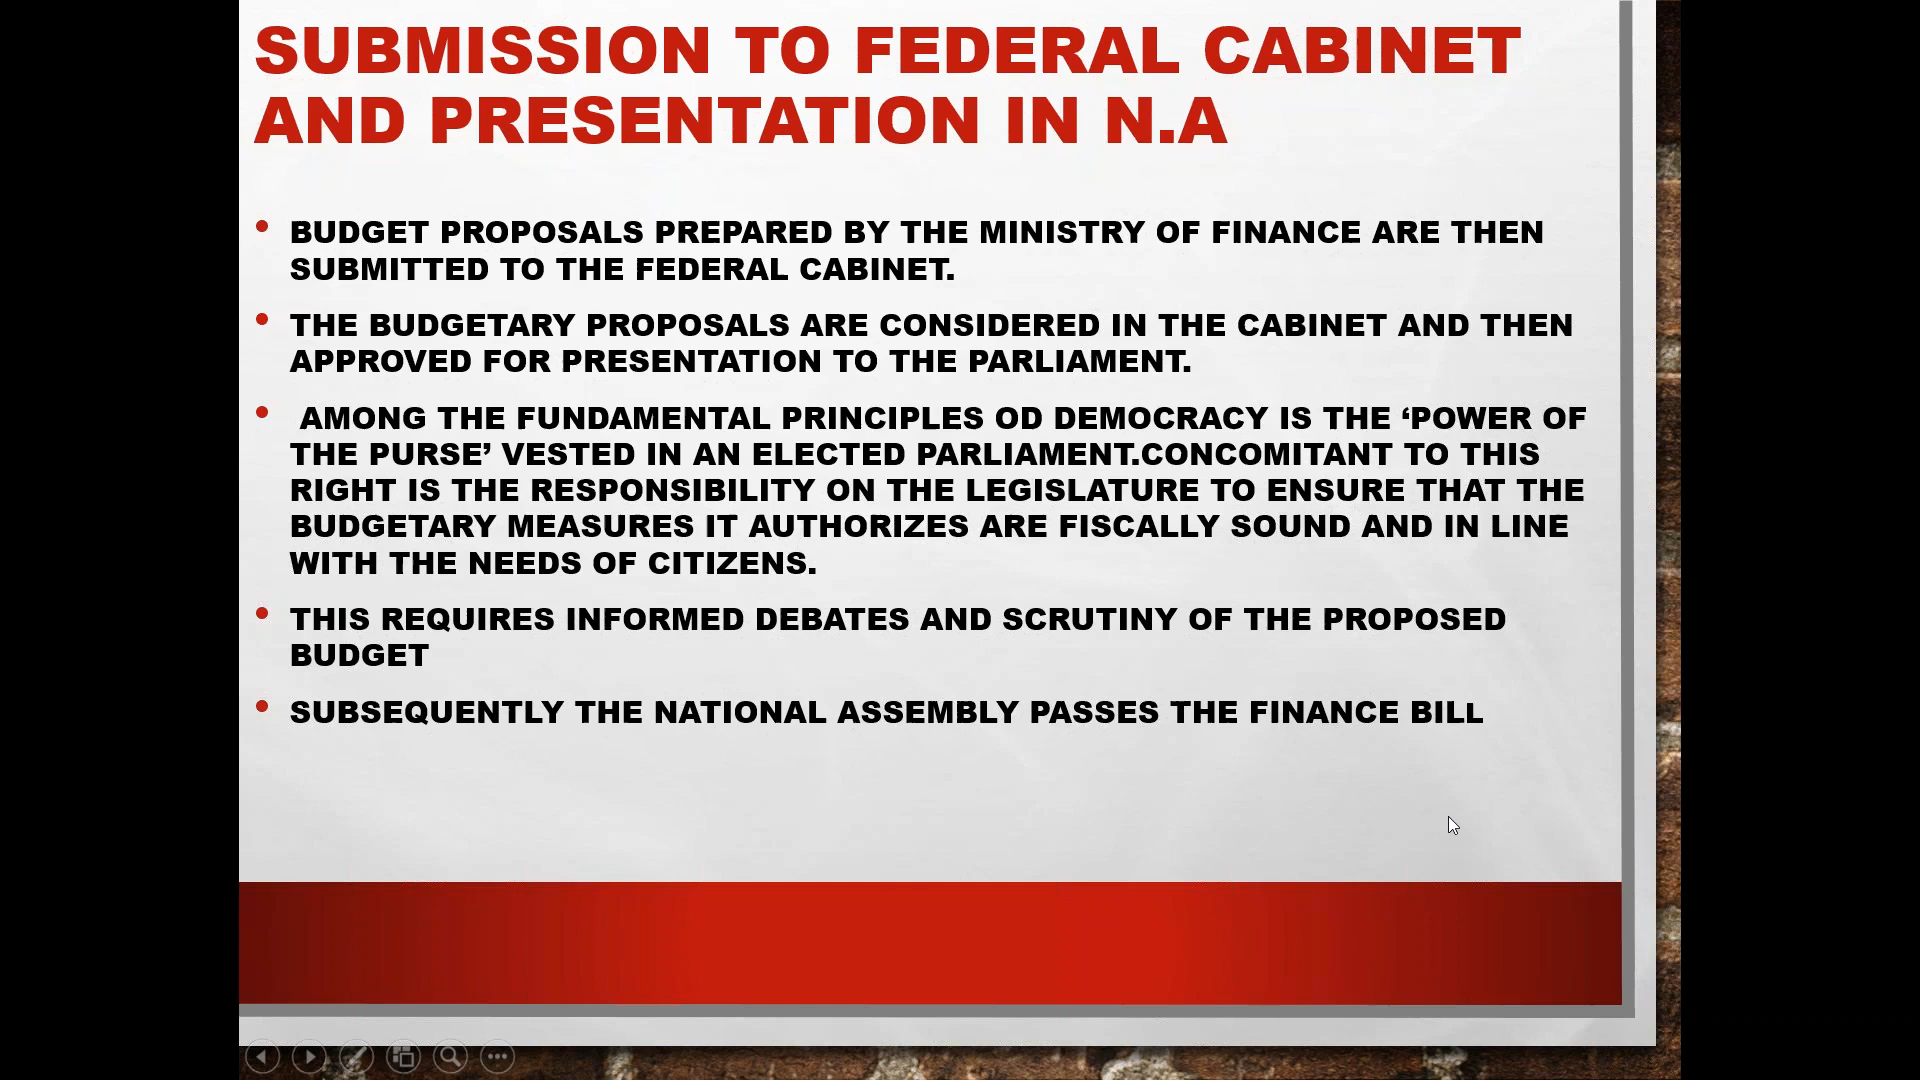 SUBMISSION TO FEDERAL CABINET
AND PRESENTATION IN N.A
• BUDGET PROPOSALS PREPARED BY THE MINISTRY OF FINANCE ARE THEN
SUBMITTED TO THE FEDERAL CABINET.
• THE BUDGETARY PROPOSALS ARE CONSIDERED IN THE CABINET AND THEN
APPROVED FOR PRESENTATION TO THE PARLIAMENT.
• AMONG THE FUNDAMENTAL PRINCIPLES OD DEMOCRACY IS THE ‘POWER OF
THE PURSE’ VESTED IN AN ELECTED PARLIAMENT.CONCOMITANT TO THIS
RIGHT IS THE RESPONSIBILITY ON THE LEGISLATURE TO ENSURE THAT THE
BUDGETARY MEASURES IT AUTHORIZES ARE FISCALLY SOUND AND IN LINE
WITH THE NEEDS OF CITIZENS.
• THIS REQUIRES INFORMED DEBATES AND SCRUTINY OF THE PROPOSED
BUDGET
• SUBSEQUENTLY THE NATIONAL ASSEMBLY PASSES THE FINANCE BILL